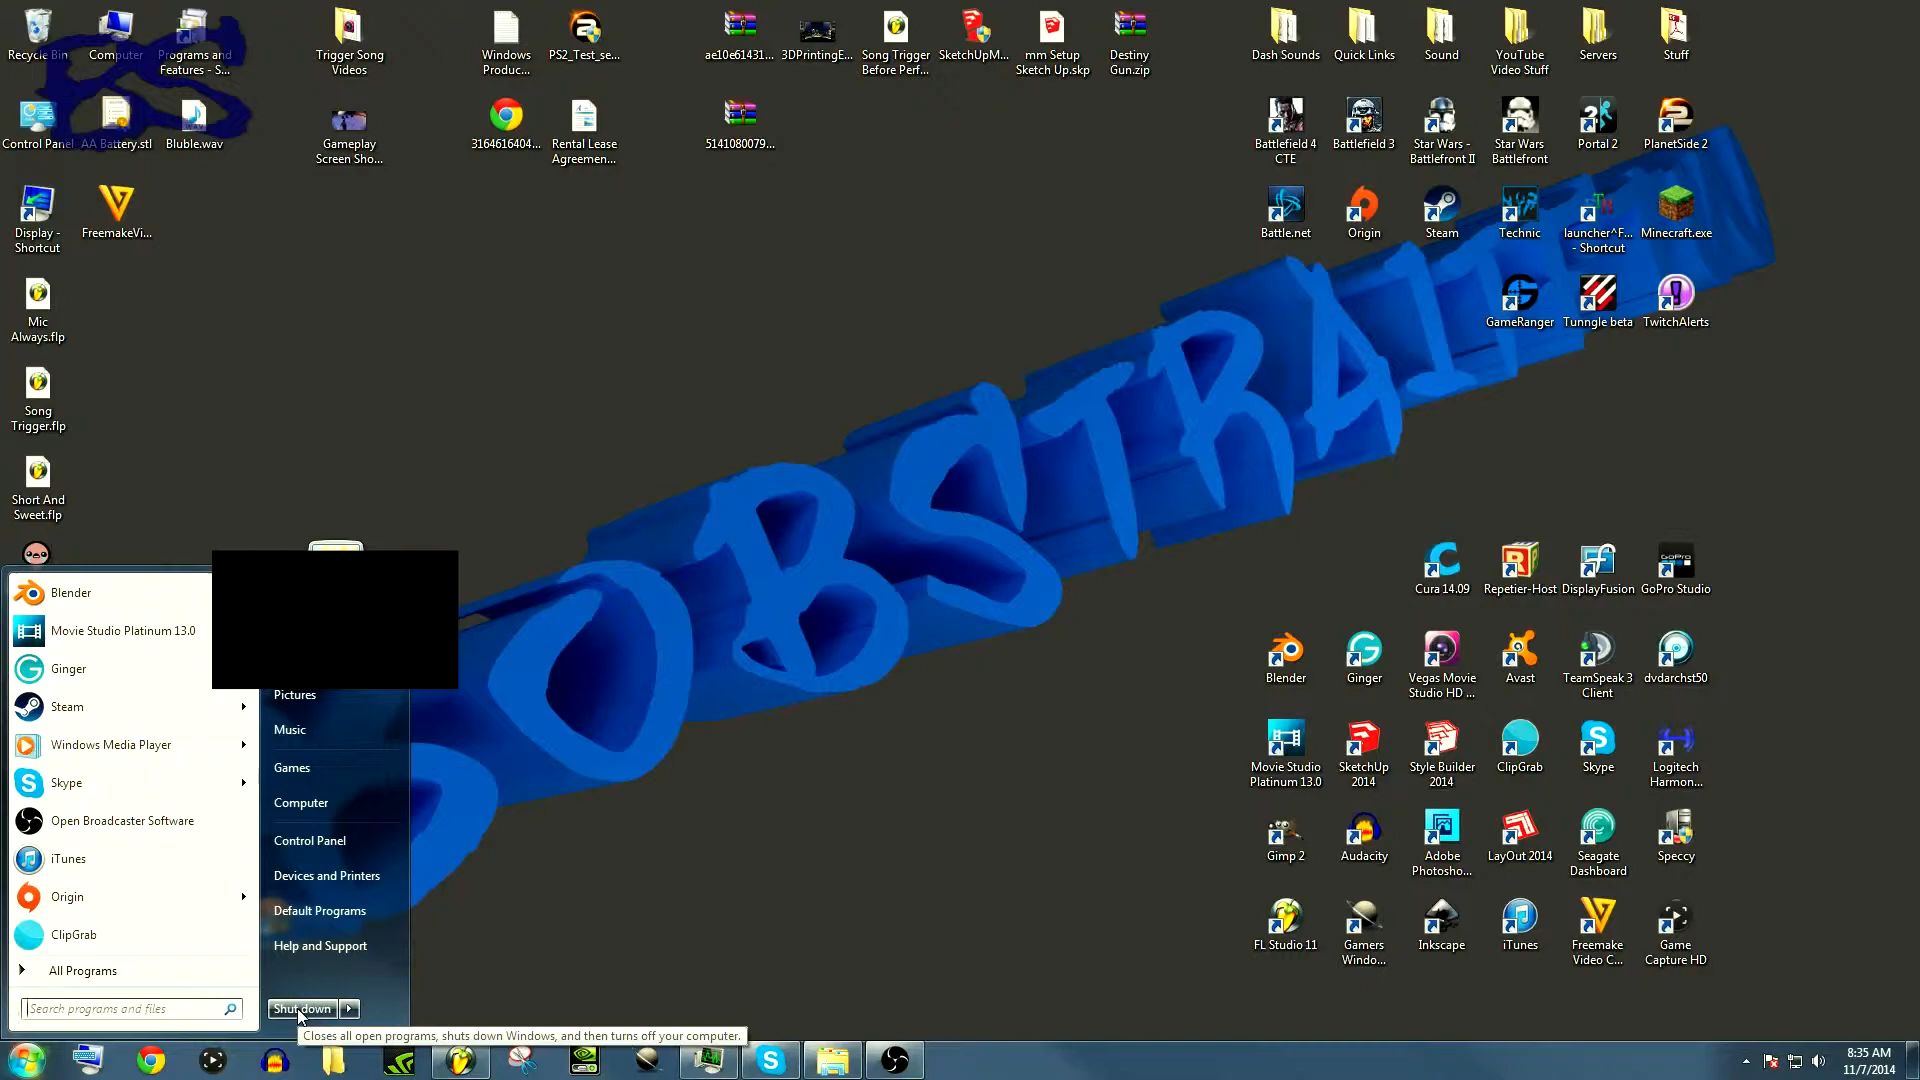 Recycle Bin
Computer
Programs and
Features - S...
Trigger Song
Videos
Windows
Produc...
PS2_Test_se...
ae10e61431...
3DPrintingE...
Song Trigger
Before Perf...
SketchUpM...
mm Setup
Sketch Up.skp
Destiny
Gun.zip
Dash Sounds
Quick Links
Sound
YouTube
Video Stuff
Servers
Stuff
Control Panel
AA Battery.stl
Bluble.wav
Gameplay
Screen Sho...
3164616404...
Rental Lease
Agreemen...
5141080079...
Battlefield 4
CTE
Battlefield 3
Star Wars -
Battlefront II
Star Wars
Battlefront
Portal 2
PlanetSide 2
Display -
Shortcut
FreemakeVi...
Battle.net
Origin
Steam
Technic
launcher^F...
- Shortcut
Minecraft.exe
Mic
Always.flp
GameRanger
Tunngle beta
TwitchAlerts
Song
Trigger.flp
Short And
Sweet.flp
OBSTRAIT
Cura 14.09
Repetier-Host
DisplayFusion
GoPro Studio
Blender
Ginger
Vegas Movie
Studio HD ...
Avast
TeamSpeak 3
Client
dvdarchst50
Movie Studio
Platinum 13.0
SketchUp
2014
Style Builder
2014
ClipGrab
Skype
Logitech
Harmon...
Gimp 2
Audacity
Adobe
Photosho...
LayOut 2014
Seagate
Dashboard
Speccy
FL Studio 11
Gamers
Windo...
Inkscape
iTunes
Freemake
Video C...
Game
Capture HD
Blender
Movie Studio Platinum 13.0
Ginger
Steam
Windows Media Player
Skype
Open Broadcaster Software
iTunes
Origin
ClipGrab
All Programs
Search programs and files
Pictures
Music
Games
Computer
Control Panel
Devices and Printers
Default Programs
Help and Support
Shut down
Closes all open programs, shuts down Windows, and then turns off your computer.
8:35 AM
11/7/2014